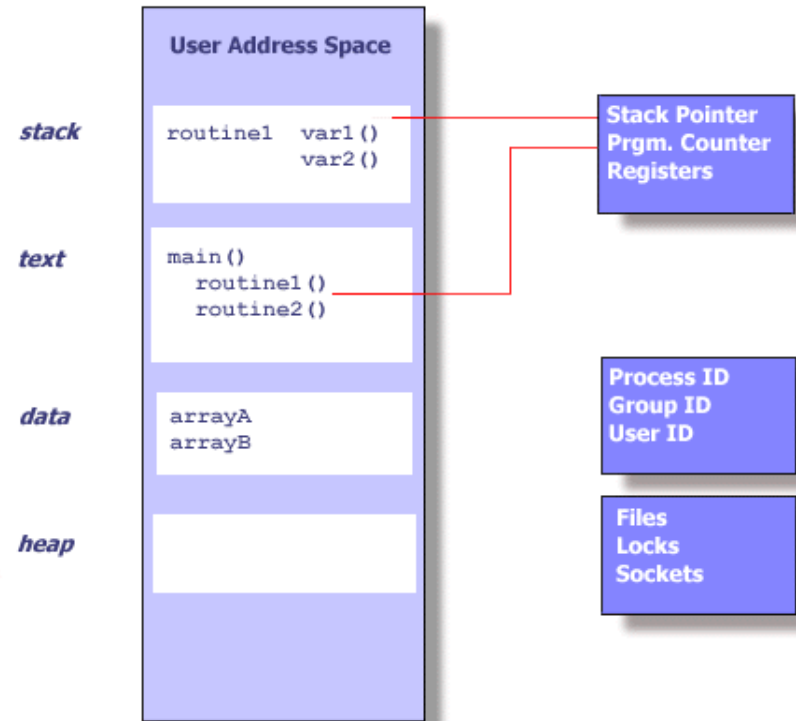 User Address Space
stack
routine1 var1()
var2()
text
main()
routine1()
routine2()
data
arrayA
arrayB
heap
Stack Pointer
Prgm. Counter
Registers
Process ID
Group ID
User ID
Files
Locks
Sockets